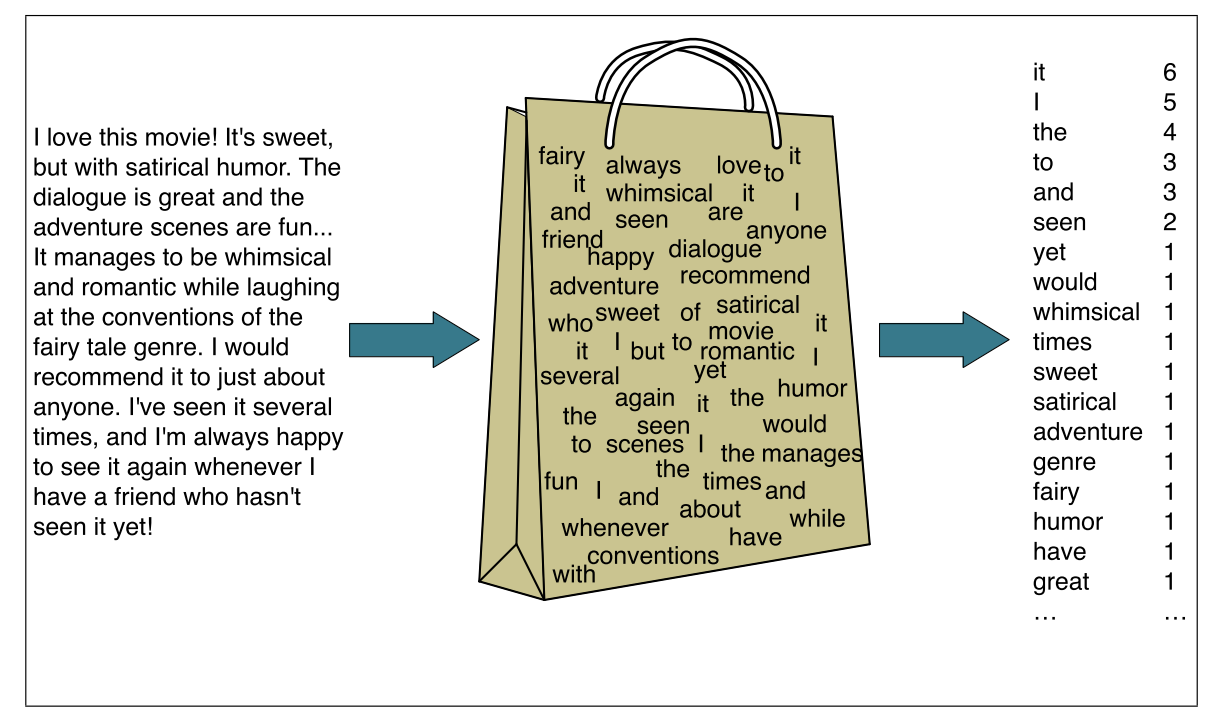 I love this movie! It's sweet,
but with satirical humor. The
dialogue is great and the
adventure scenes are fun...
It manages to be whimsical
and romantic while laughing
at the conventions of the
fairy tale genre. I would
recommend it to just about
anyone. I've seen it several
times, and I'm always happy
to see it again whenever I
have a friend who hasn't
seen it yet!
fairy always love to it
it whimsical it I
and seen are anyone
friend happy dialogue
adventure recommend
who sweet of satirical
it I but to movie it
romantic I
several yet
again it the humor
the seen would
to scenes I the manages
fun the times and
I and about
whenever have while
conventions
with
it 6
I 5
the 4
to 3
and 3
seen 2
yet 1
would 1
whimsical 1
times 1
sweet 1
satirical 1
adventure 1
genre 1
fairy 1
humor 1
have 1
great 1
… …